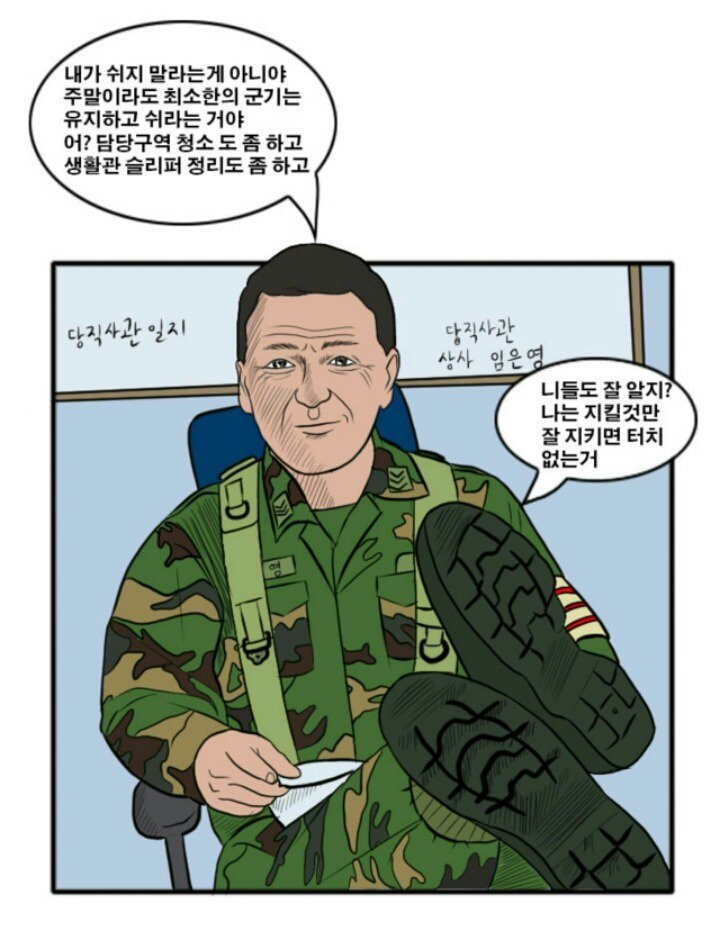 내가 쉬지 말라는게 아니야
주말이라도 최소한의 군기는
유지하고 쉬라는 거야
어? 담당구역 청소 도 좀 하고
생활관 슬리퍼 정리도 좀 하고
당직사관 일지
당직사관
상사 임은영
니들도 잘 알지?
나는 지킬것만
잘 지키면 터치
없는거
영